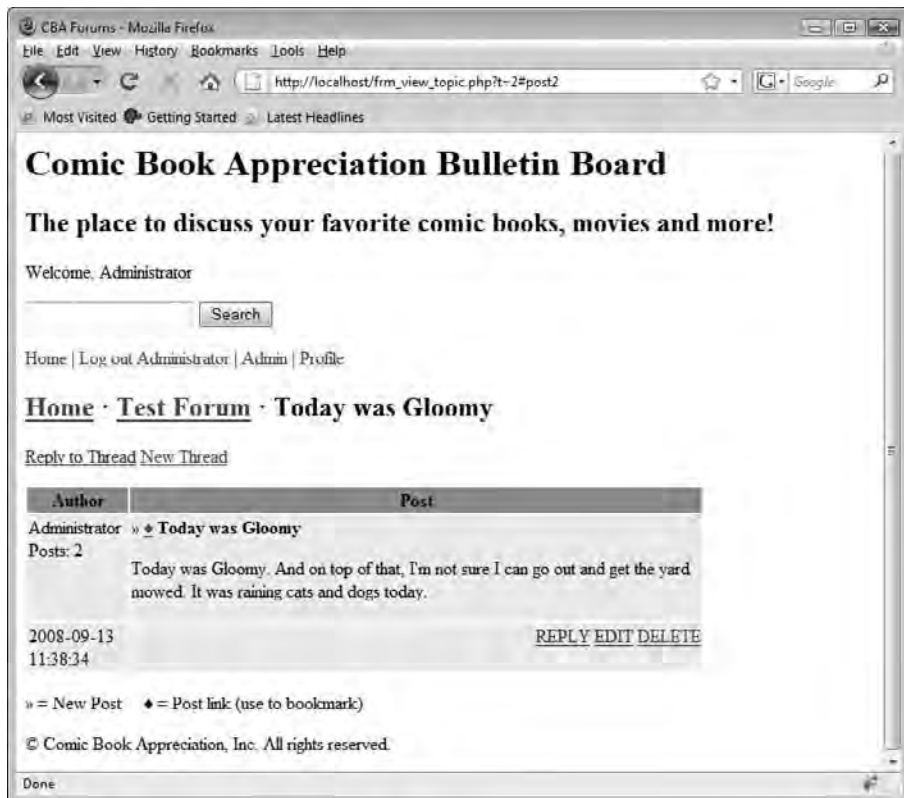 CBA Forums - Mozilla Firefox
File Edit View History Bookmarks Tools Help
http://localhost/frm_view_topic.php?t=2#post2
Google
Most Visited Getting Started Latest Headlines
Comic Book Appreciation Bulletin Board
The place to discuss your favorite comic books, movies and more!
Welcome, Administrator
Search
Home | Log out Administrator | Admin | Profile
Home · Test Forum · Today was Gloomy
Reply to Thread New Thread
Author Post
Administrator » ♦ Today was Gloomy
Posts: 2
Today was Gloomy. And on top of that, I'm not sure I can go out and get the yard
mowed. It was raining cats and dogs today.
2008-09-13 REPLY EDIT DELETE
11:38:34
» = New Post ♦ = Post link (use to bookmark)
© Comic Book Appreciation, Inc. All rights reserved.
Done